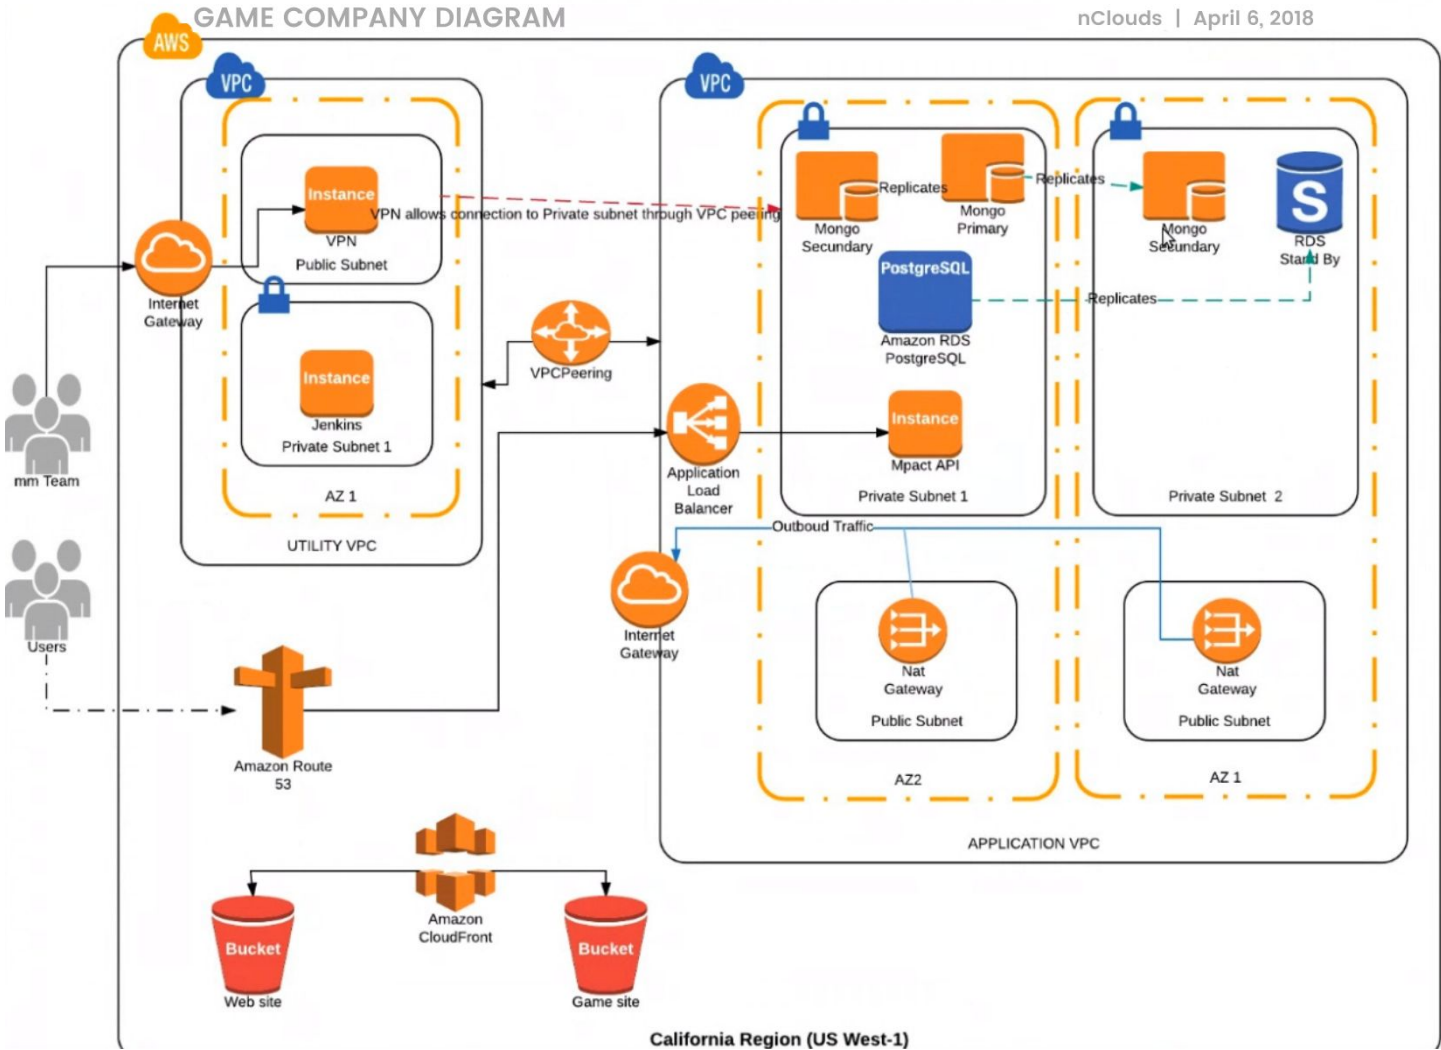 GAME COMPANY DIAGRAM
nClouds | April 6, 2018
AWS
VPC
Instance
VPN
Public Subnet
VPN allows connection to Private subnet through VPC peering
Internet
Gateway
Instance
Jenkins
Private Subnet 1
AZ 1
UTILITY VPC
mm Team
Users
VPCPeering
Amazon Route
53
VPC
Mongo
Secundary
Replicates
Mongo
Primary
Replicates
Mongo
Secundary
RDS
Stand By
PostgreSQL
Amazon RDS
PostgreSQL
Replicates
Instance
Mpact API
Private Subnet 1
Private Subnet 2
Application
Load
Balancer
Outboud Traffic
Internet
Gateway
Nat
Gateway
Public Subnet
AZ2
Nat
Gateway
Public Subnet
AZ 1
APPLICATION VPC
Amazon
CloudFront
Bucket
Web site
Bucket
Game site
California Region (US West-1)